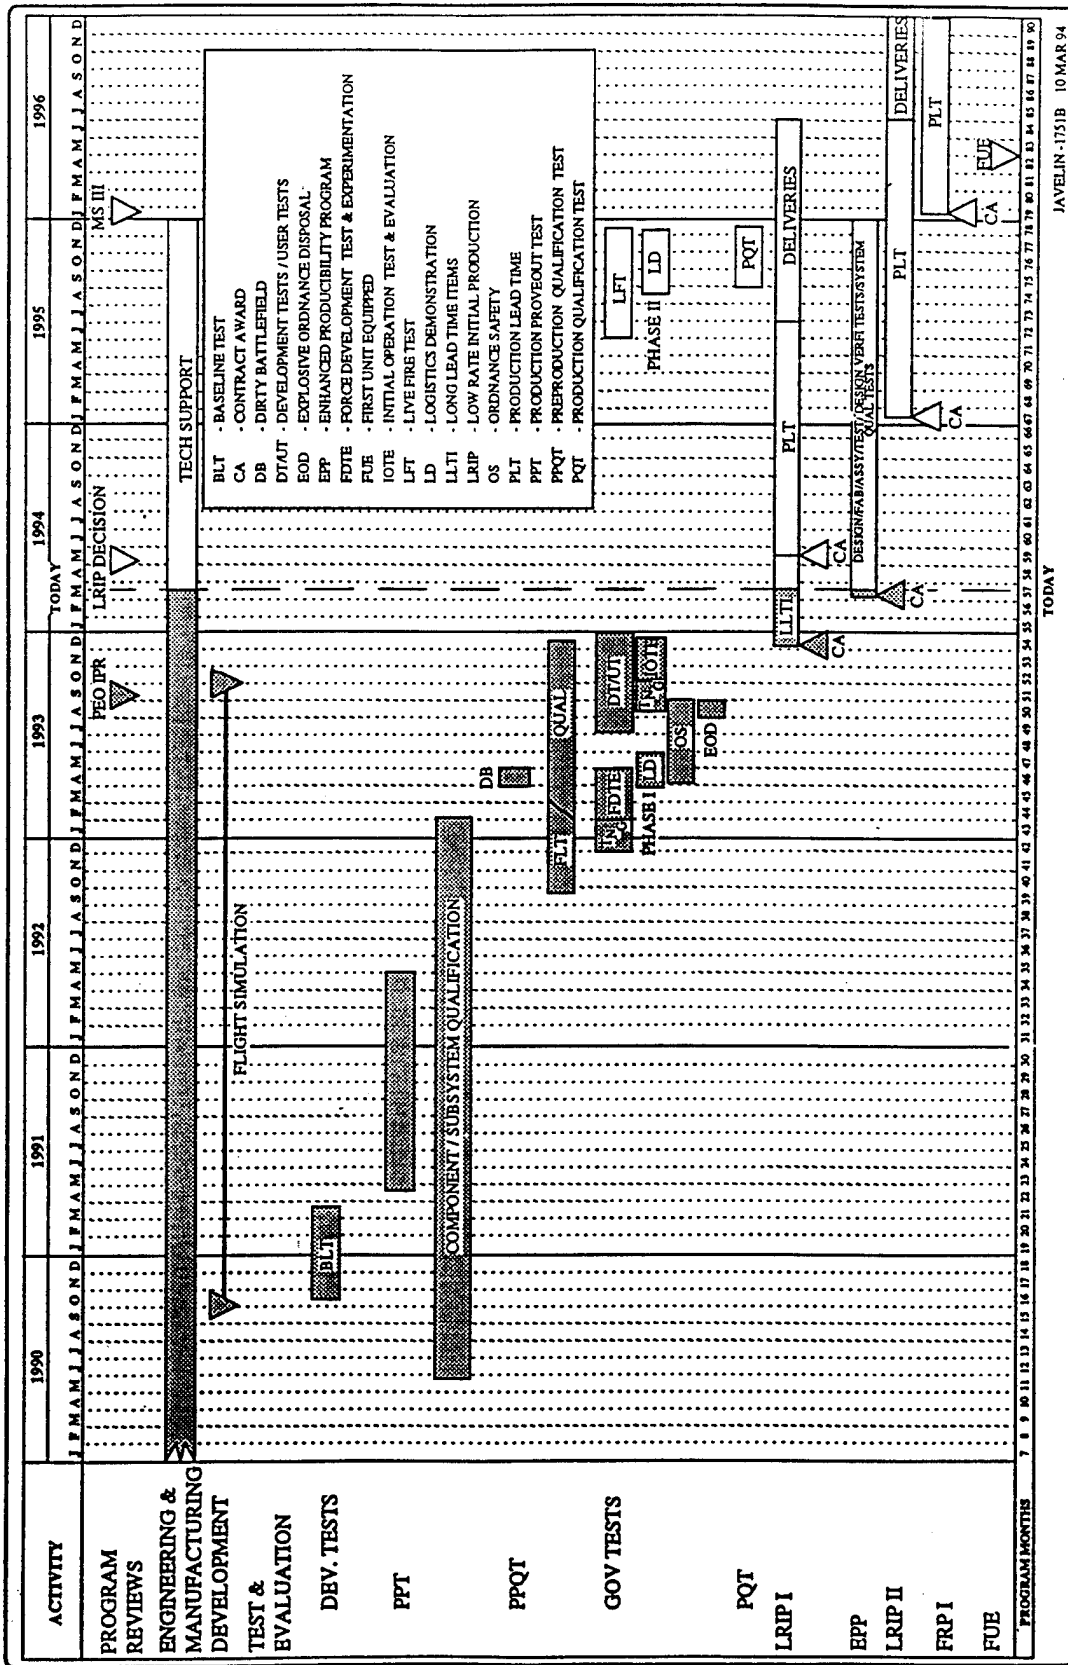 ACTIVITY
1990
1991
1992
1993
1994
1995
1996
TODAY
J F M A M J J A S O N D J F M A M J J A S O N D J F M A M J J A S O N D J F M A M J J A S O N D J F M A M J J A S O N D J F M A M J J A S O N D J F M A M J J A S O N D
PROGRAM
REVIEWS
PEO IPR
LRIP DECISION
MS III
ENGINEERING &
MANUFACTURING
DEVELOPMENT
TECH SUPPORT
FLIGHT SIMULATION
TEST &
EVALUATION
DEV. TESTS
BLT
PPT
COMPONENT / SUBSYSTEM QUALIFICATION
PPQT
DB
FLT / QUAL
GOV TESTS
TNG
FDTE
DT/UT
LFT
PHASE I
LD
TNG
IOTE
PHASE II
LD
OS
EOD
PQT
PQT
LRIP I
LLTI
PLT
DELIVERIES
CA
CA
EPP
DESIGN/FAB/ASSY/TEST/DESIGN VERFI TESTS/SYSTEM
QUAL TESTS
CA
LRIP II
PLT
DELIVERIES
CA
FRP I
PLT
CA
FUE
FUE
BLT - BASELINE TEST
CA - CONTRACT AWARD
DB - DIRTY BATTLEFIELD
DT/UT - DEVELOPMENT TESTS / USER TESTS
EOD - EXPLOSIVE ORDNANCE DISPOSAL
EPP - ENHANCED PRODUCIBILITY PROGRAM
FDTE - FORCE DEVELOPMENT TEST & EXPERIMENTATION
FUE - FIRST UNIT EQUIPPED
IOTE - INITIAL OPERATION TEST & EVALUATION
LFT - LIVE FIRE TEST
LD - LOGISTICS DEMONSTRATION
LLTI - LONG LEAD TIME ITEMS
LRIP - LOW RATE INITIAL PRODUCTION
OS - ORDNANCE SAFETY
PLT - PRODUCTION LEAD TIME
PPT - PRODUCTION PROVEOUT TEST
PPQT - PREPRODUCTION QUALIFICATION TEST
PQT - PRODUCTION QUALIFICATION TEST
PROGRAM MONTHS
7 8 9 10 11 12 13 14 15 16 17 18 19 20 21 22 23 24 25 26 27 28 29 30 31 32 33 34 35 36 37 38 39 40 41 42 43 44 45 46 47 48 49 50 51 52 53 54 55 56 57 58 59 60 61 62 63 64 65 66 67 68 69 70 71 72 73 74 75 76 77 78 79 80 81 82 83 84 85 86 87 88 89 90
TODAY
JAVELIN -1751B 10 MAR 94